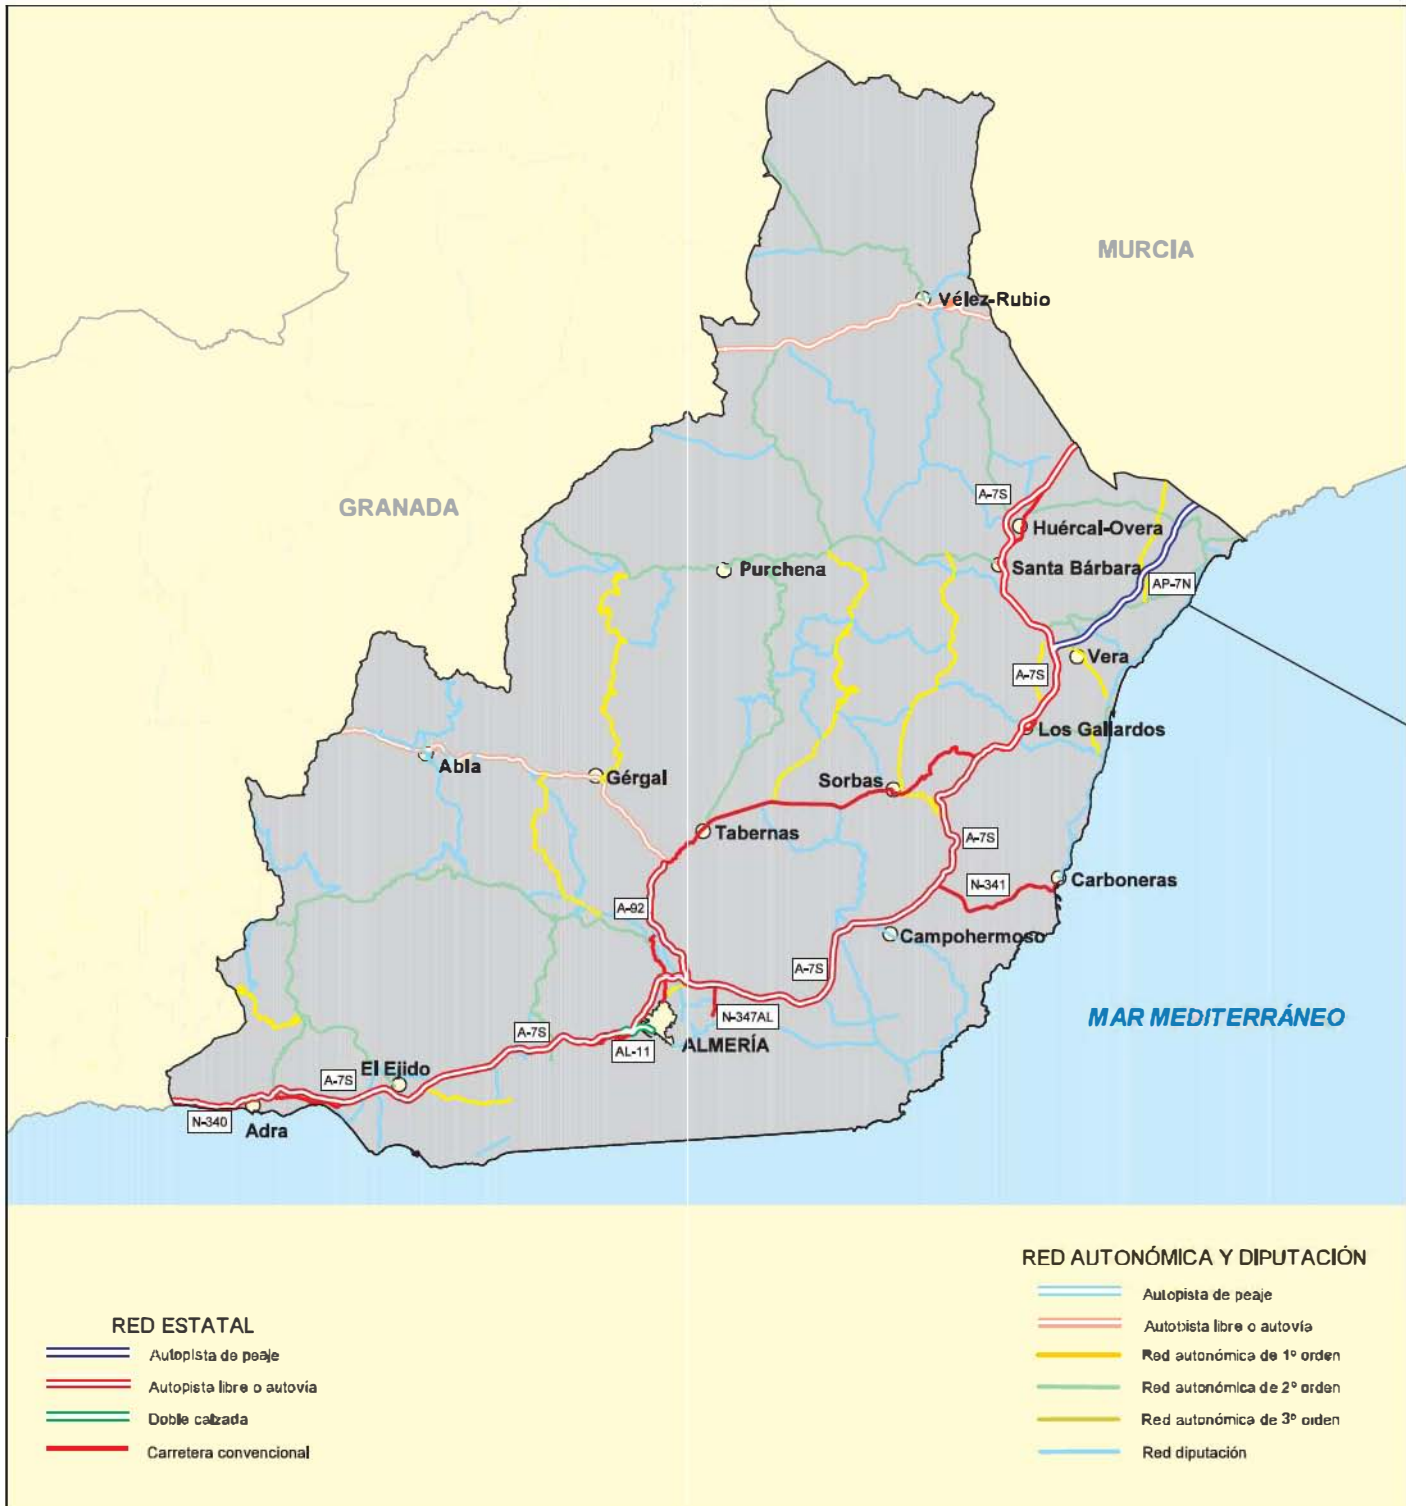 MURCIA
Vélez-Rubio
A-7S
GRANADA
Huércal-Overa
Purchena
Santa Bárbara
AP-7N
Vera
A-7S
Los Gallardos
Abla
Gérgal
Sorbas
Tabernas
A-7S
N-341
Carboneras
A-92
Campohermoso
A-7S
N-347AL
MAR MEDITERRÁNEO
A-7S
AL-11
ALMERÍA
El Ejido
A-7S
N-340
Adra
RED ESTATAL
Autopista de peaje
Autopista libre o autovía
Doble calzada
Carretera convencional
RED AUTONÓMICA Y DIPUTACIÓN
Autopista de peaje
Autopista libre o autovía
Red autonómica de 1º orden
Red autonómica de 2º orden
Red autonómica de 3º orden
Red diputación